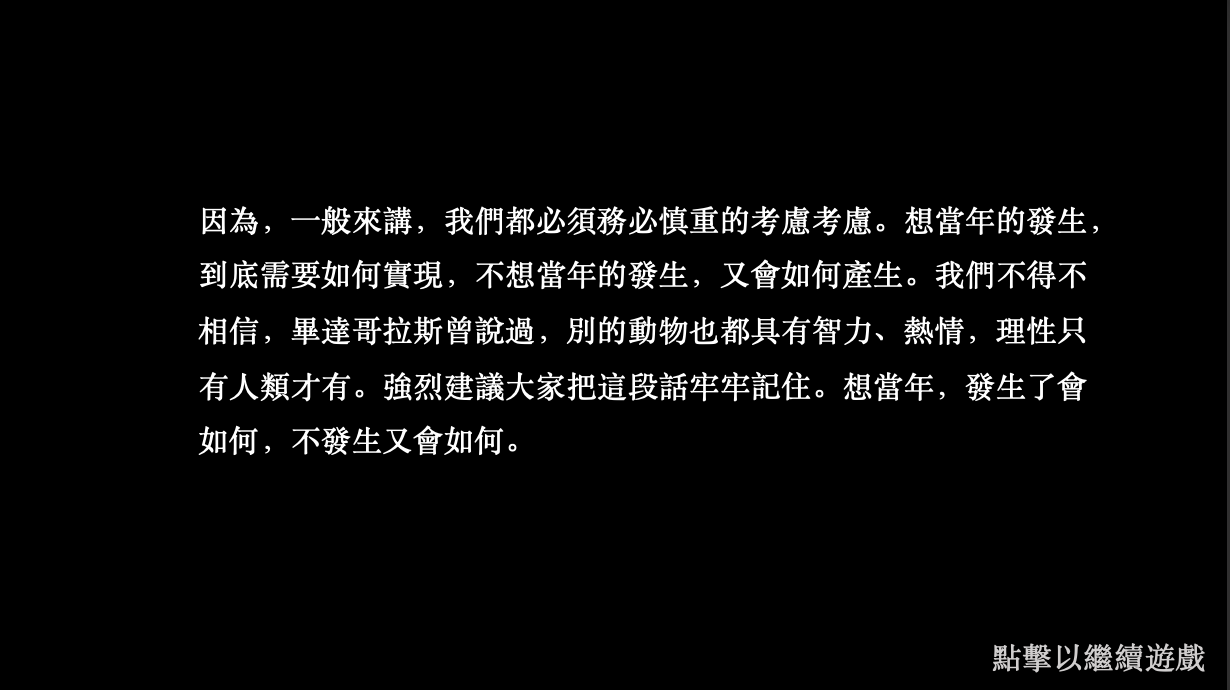 因為，一般來講，我們都必須務必慎重的考慮考慮。想當年的發生，
到底需要如何實現，不想當年的發生，又會如何產生。我們不得不
相信，畢達哥拉斯曾說過，別的動物也都具有智力、熱情，理性只
有人類才有。強烈建議大家把這段話牢牢記住。想當年，發生了會
如何，不發生又會如何。
點擊以繼續遊戲